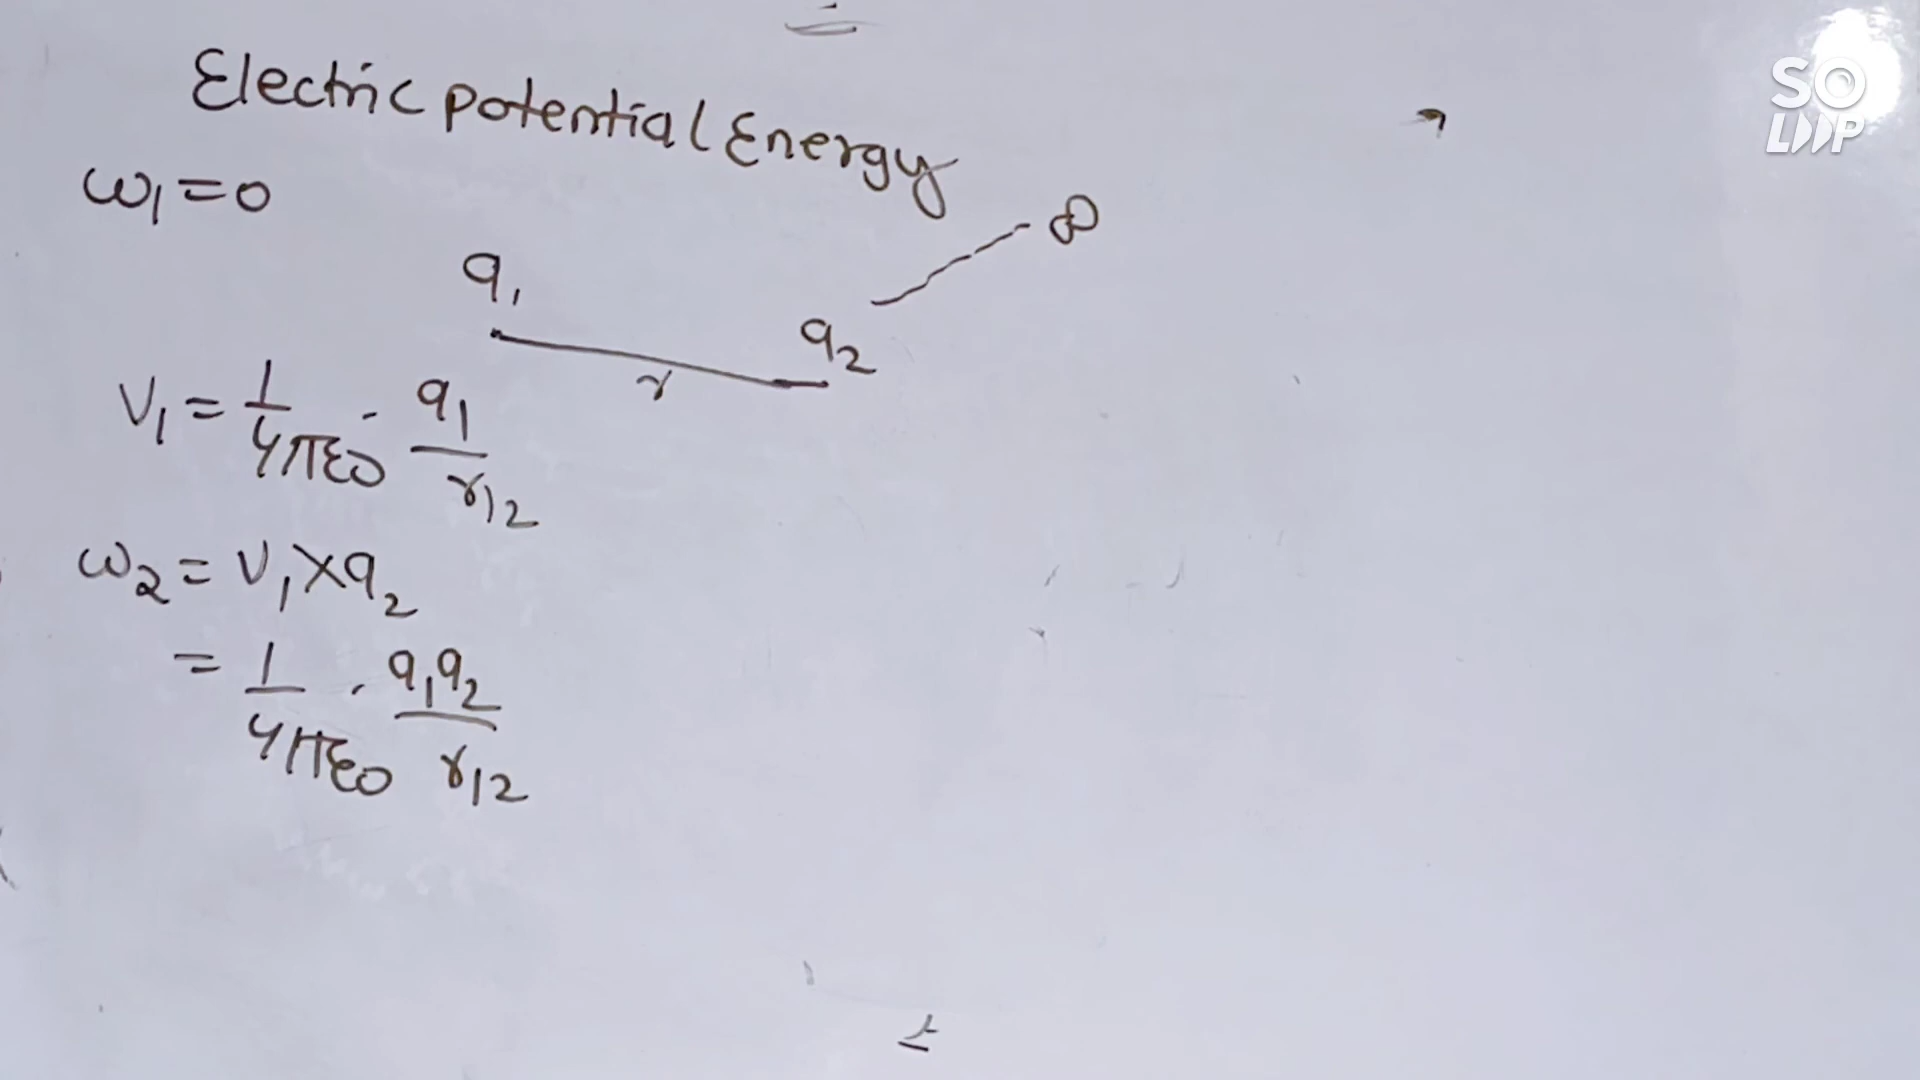 Electric potential Energy
SO
LOOP
ω1=0
∞
q1
q2
r
V1 = 1/4πε0 · q1/r12
ω2 = V1×q2
= 1/4πε0 · q1q2/r12